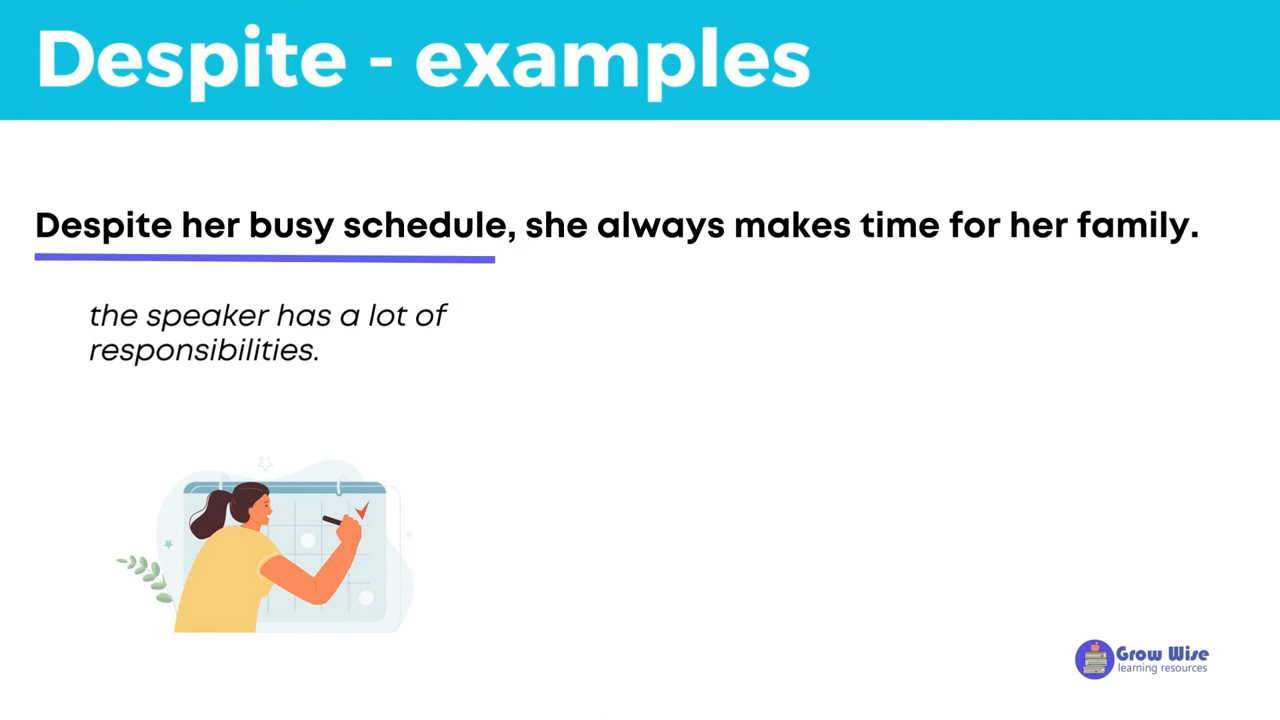 Despite - examples
Despite her busy schedule, she always makes time for her family.
the speaker has a lot of
responsibilities.
Grow Wise
learning resources